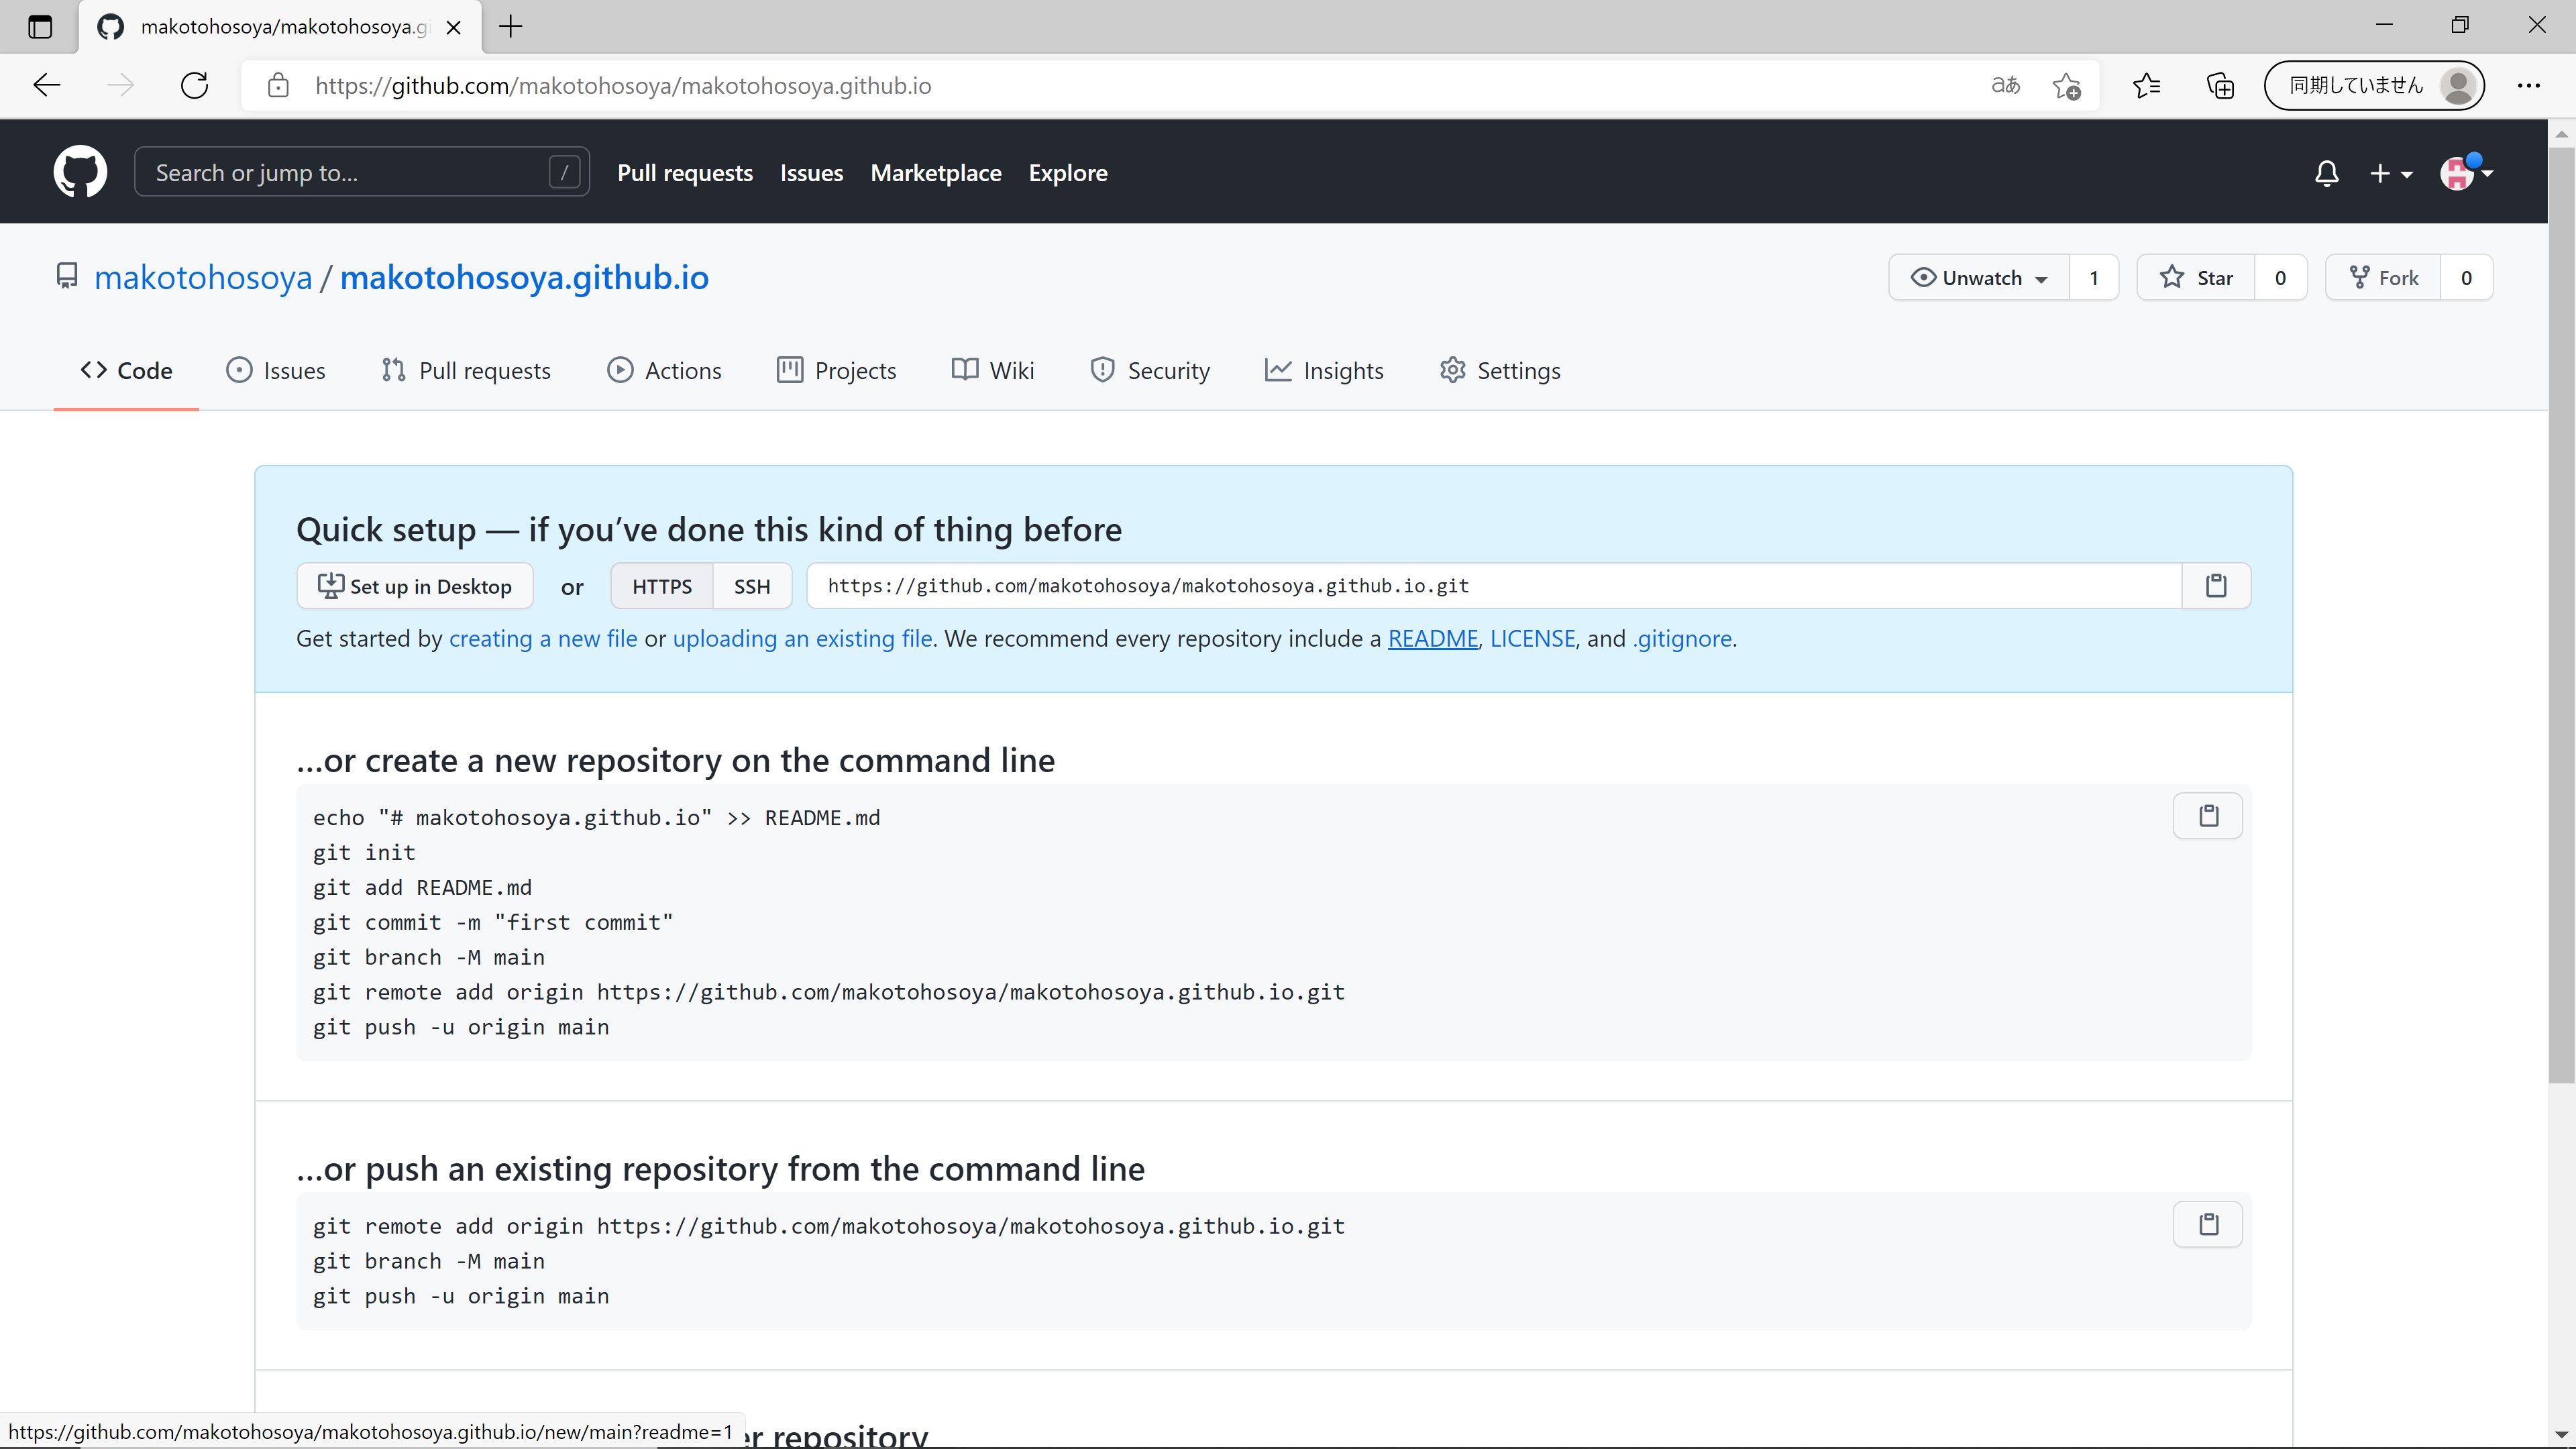 makotohosoya/makotohosoya.gi
https://github.com/makotohosoya/makotohosoya.github.io
aあ
同期していません
Search or jump to...
/
Pull requests
Issues
Marketplace
Explore
makotohosoya / makotohosoya.github.io
Unwatch
1
Star
0
Fork
0
Code
Issues
Pull requests
Actions
Projects
Wiki
Security
Insights
Settings
Quick setup — if you’ve done this kind of thing before
Set up in Desktop
or
HTTPS
SSH
https://github.com/makotohosoya/makotohosoya.github.io.git
Get started by creating a new file or uploading an existing file. We recommend every repository include a README, LICENSE, and .gitignore.
…or create a new repository on the command line
echo "# makotohosoya.github.io" >> README.md
git init
git add README.md
git commit -m "first commit"
git branch -M main
git remote add origin https://github.com/makotohosoya/makotohosoya.github.io.git
git push -u origin main
…or push an existing repository from the command line
git remote add origin https://github.com/makotohosoya/makotohosoya.github.io.git
git branch -M main
git push -u origin main
er repository
https://github.com/makotohosoya/makotohosoya.github.io/new/main?readme=1